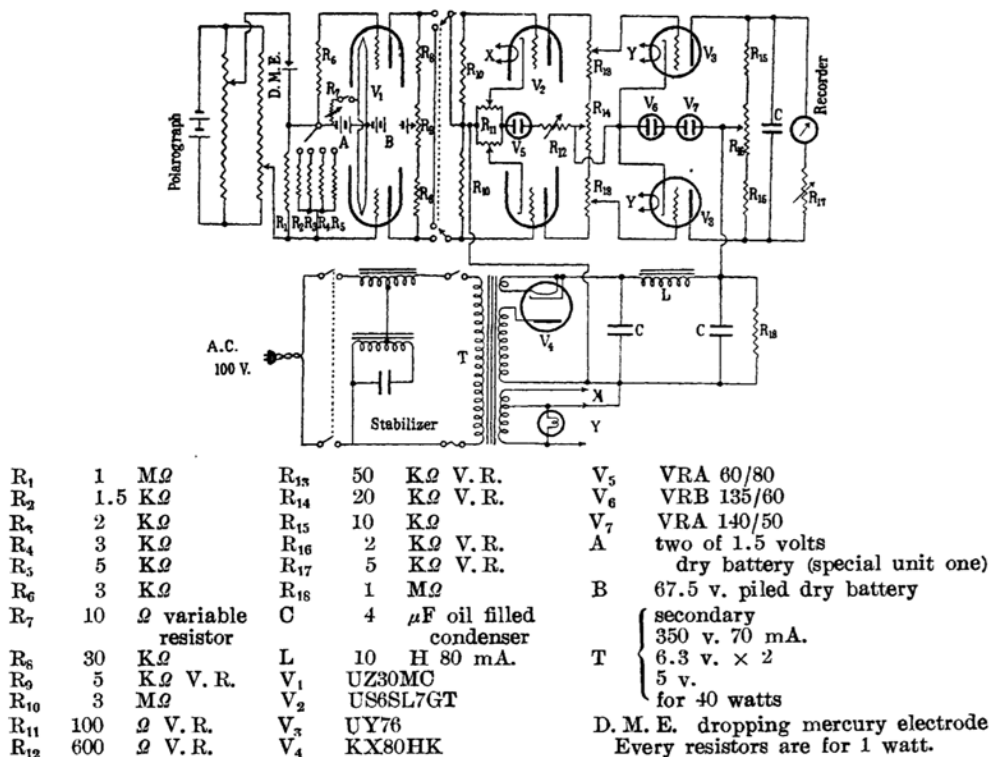 Polarograph
D.M.E.
R₆
R₇
V₁
A
B
R₁
R₂
R₃
R₄
R₅
R₈
R₉
R₈
R₁₀
X
V₂
R₁₁
V₅
R₁₂
R₁₀
R₁₃
R₁₄
R₁₃
Y
V₃
V₆
V₇
Y
V₃
R₁₅
R₁₆
C
Recorder
R₁₇
A.C.
100 V.
Stabilizer
T
V₄
C
L
C
R₁₈
X
Y
R₁ 1 MΩ
R₂ 1.5 KΩ
R₃ 2 KΩ
R₄ 3 KΩ
R₅ 5 KΩ
R₆ 3 KΩ
R₇ 10 Ω variable
resistor
R₈ 30 KΩ
R₉ 5 KΩ V.R.
R₁₀ 3 MΩ
R₁₁ 100 Ω V.R.
R₁₂ 600 Ω V.R.
R₁₃ 50 KΩ V.R.
R₁₄ 20 KΩ V.R.
R₁₅ 10 KΩ
R₁₆ 2 KΩ V.R.
R₁₇ 5 KΩ V.R.
R₁₈ 1 MΩ
C 4 μF oil filled
condenser
L 10 H 80 mA.
V₁ UZ30MC
V₂ US6SL7GT
V₃ UY76
V₄ KX80HK
V₅ VRA 60/80
V₆ VRB 135/60
V₇ VRA 140/50
A two of 1.5 volts
dry battery (special unit one)
B 67.5 v. piled dry battery
T { secondary
350 v. 70 mA.
6.3 v. × 2
5 v.
for 40 watts
D.M.E. dropping mercury electrode
Every resistors are for 1 watt.